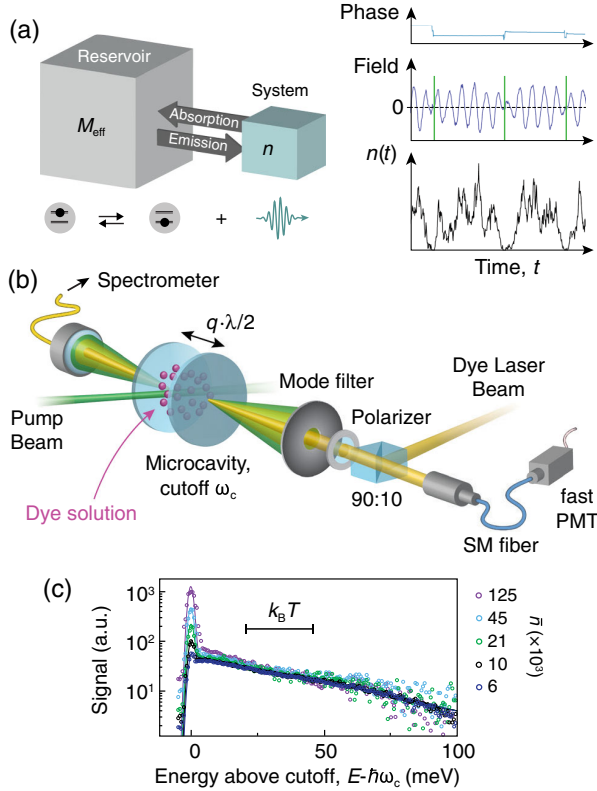 (a)
Reservoir
M_eff
Absorption
Emission
System
n
+
Phase
Field
0
n(t)
Time, t
(b)
Spectrometer
q·λ/2
Mode filter
Dye Laser
Beam
Polarizer
Pump
Beam
Microcavity,
cutoff ω_c
Dye solution
90:10
fast
PMT
SM fiber
(c)
Signal (a.u.)
10³
10²
10¹
k_BT
125
45
21
10
6
n̄ (×10³)
0
50
100
Energy above cutoff, E-ħω_c (meV)